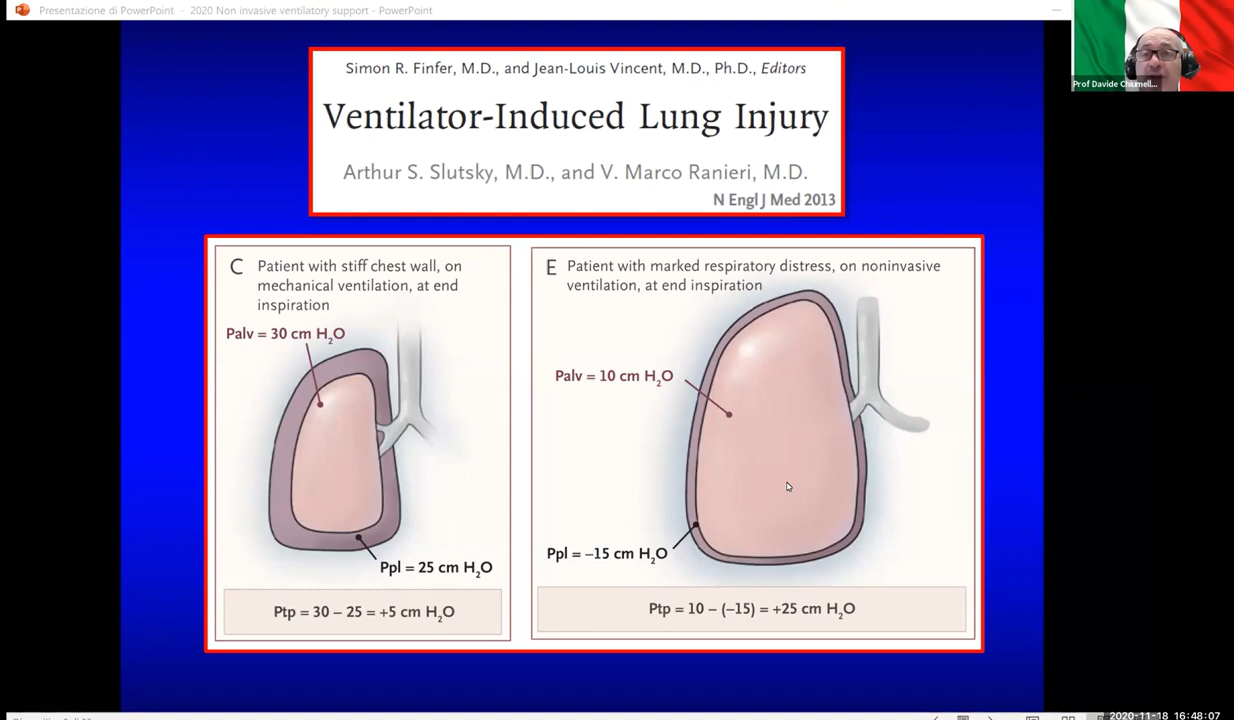 Presentazione di PowerPoint - 2020 Non invasive ventilatory support - PowerPoint
Prof Davide Chiumell...
Simon R. Finfer, M.D., and Jean-Louis Vincent, M.D., Ph.D., Editors
Ventilator-Induced Lung Injury
Arthur S. Slutsky, M.D., and V. Marco Ranieri, M.D.
N Engl J Med 2013
C Patient with stiff chest wall, on
mechanical ventilation, at end
inspiration
Palv = 30 cm H₂O
Ppl = 25 cm H₂O
Ptp = 30 – 25 = +5 cm H₂O
E Patient with marked respiratory distress, on noninvasive
ventilation, at end inspiration
Palv = 10 cm H₂O
Ppl = –15 cm H₂O
Ptp = 10 – (–15) = +25 cm H₂O
2020-11-18 16:48:07